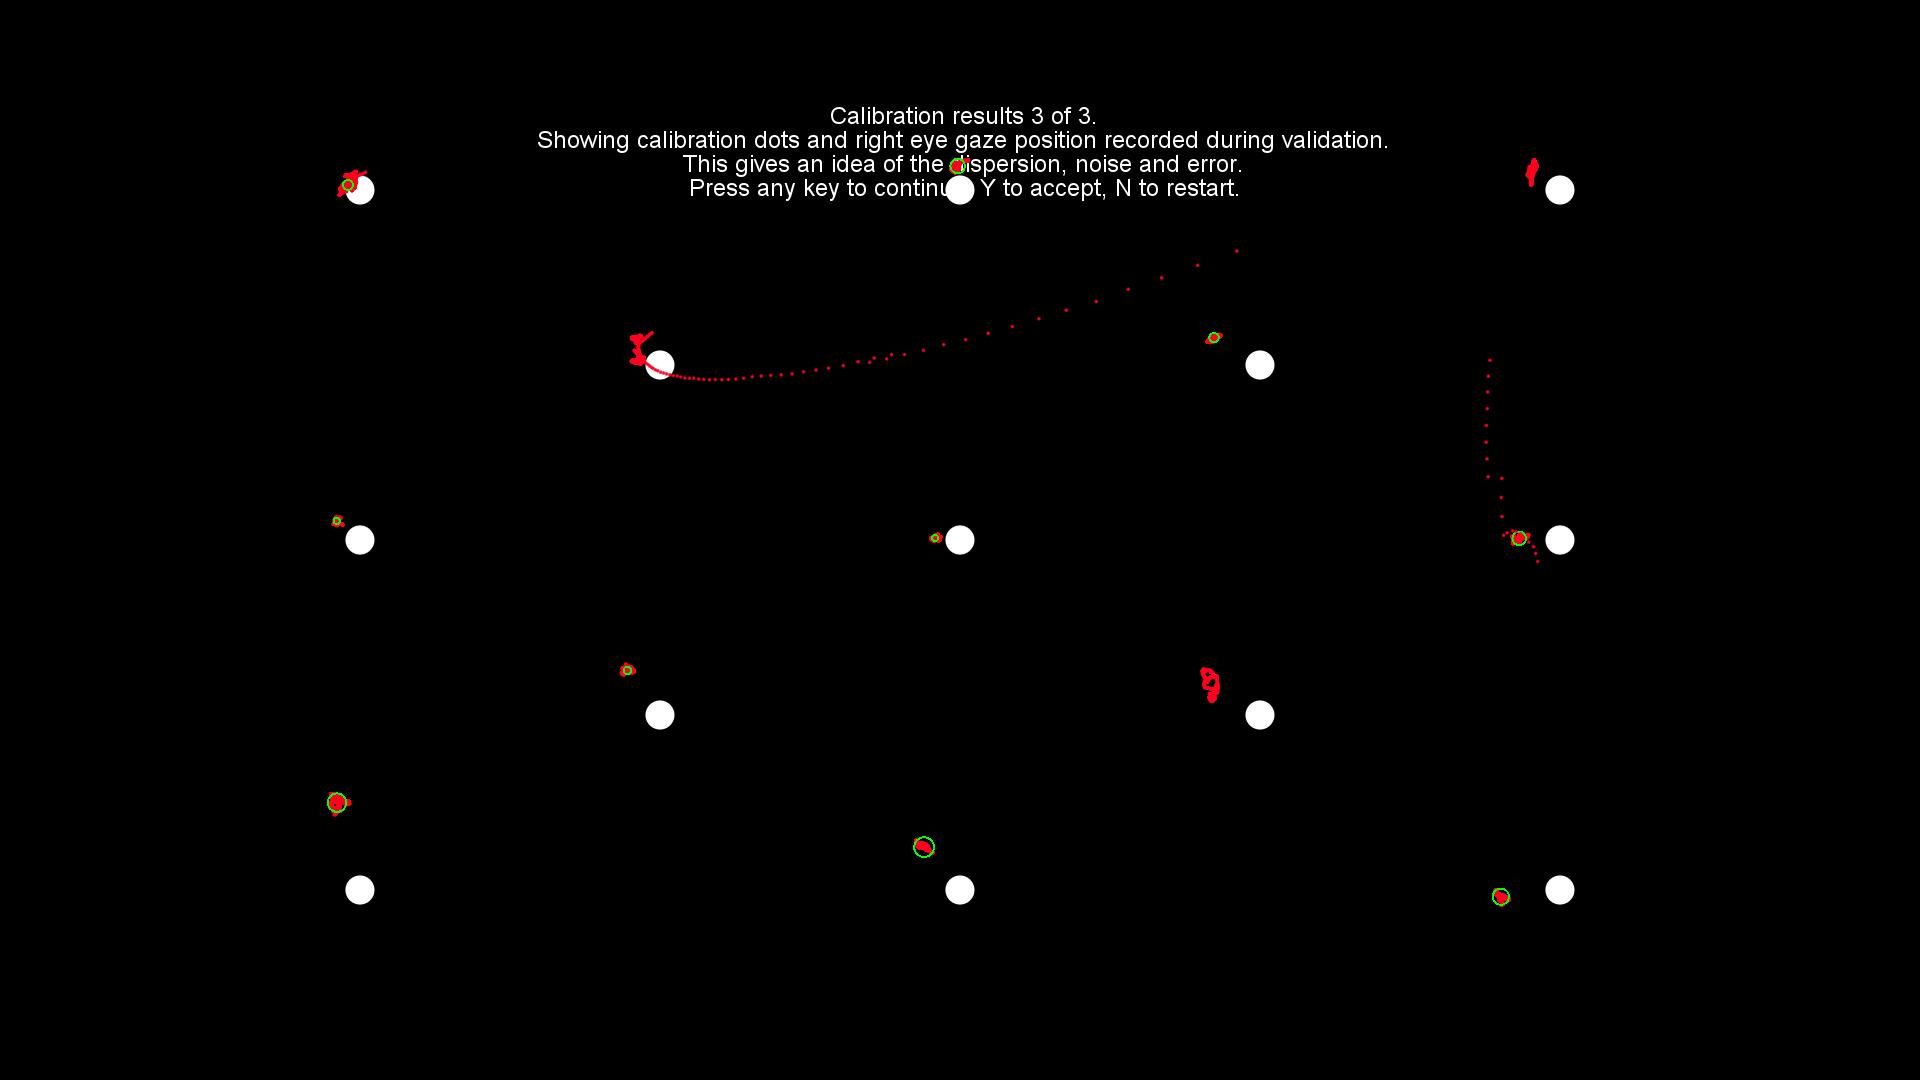 Calibration results 3 of 3.
Showing calibration dots and right eye gaze position recorded during validation.
This gives an idea of the dispersion, noise and error.
Press any key to continue. Y to accept, N to restart.